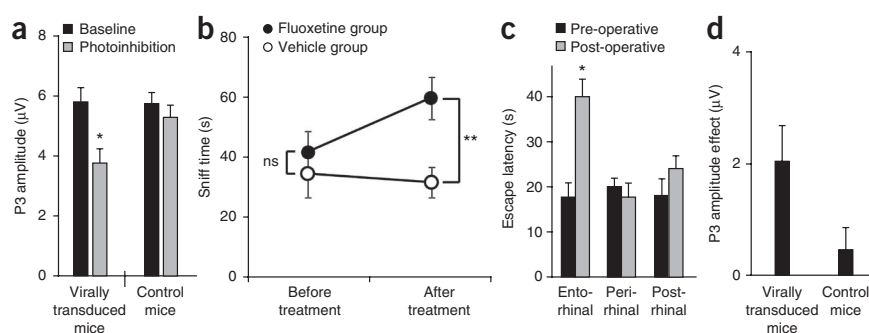 a
Baseline
Photoinhibition
P3 amplitude (µV)
8
6
4
2
0
*
Virally
transduced
mice
Control
mice
b
Fluoxetine group
Vehicle group
Sniff time (s)
80
60
40
20
0
ns
**
Before
treatment
After
treatment
c
Pre-operative
Post-operative
Escape latency (s)
40
30
20
10
0
*
Ento-
rhinal
Peri-
rhinal
Post-
rhinal
d
P3 amplitude effect (µV)
4
2
0
Virally
transduced
mice
Control
mice